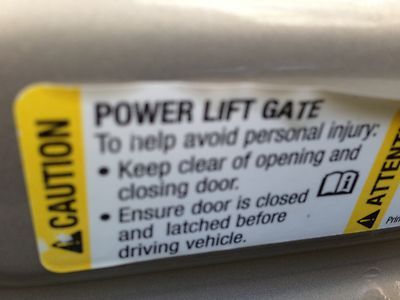 CAUTION
POWER LIFT GATE
To help avoid personal injury:
• Keep clear of opening and
closing door.
• Ensure door is closed
and latched before
driving vehicle.